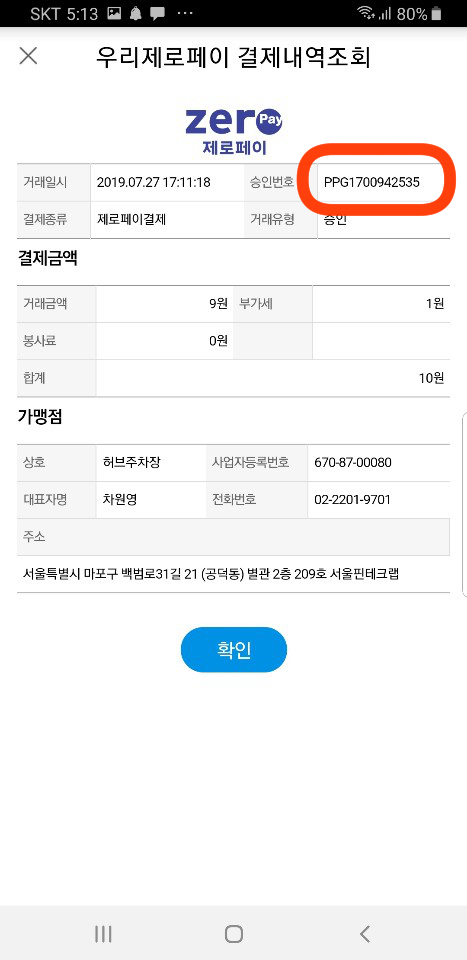 SKT 5:13 ... 80%
우리제로페이 결제내역조회
zero Pay
제로페이
거래일시 2019.07.27 17:11:18 승인번호 PPG1700942535
결제종류 제로페이결제 거래유형 승인
결제금액
거래금액 9원 부가세 1원
봉사료 0원
합계 10원
가맹점
상호 허브주차장 사업자등록번호 670-87-00080
대표자명 차원영 전화번호 02-2201-9701
주소
서울특별시 마포구 백범로31길 21 (공덕동) 별관 2층 209호 서울핀테크랩
확인